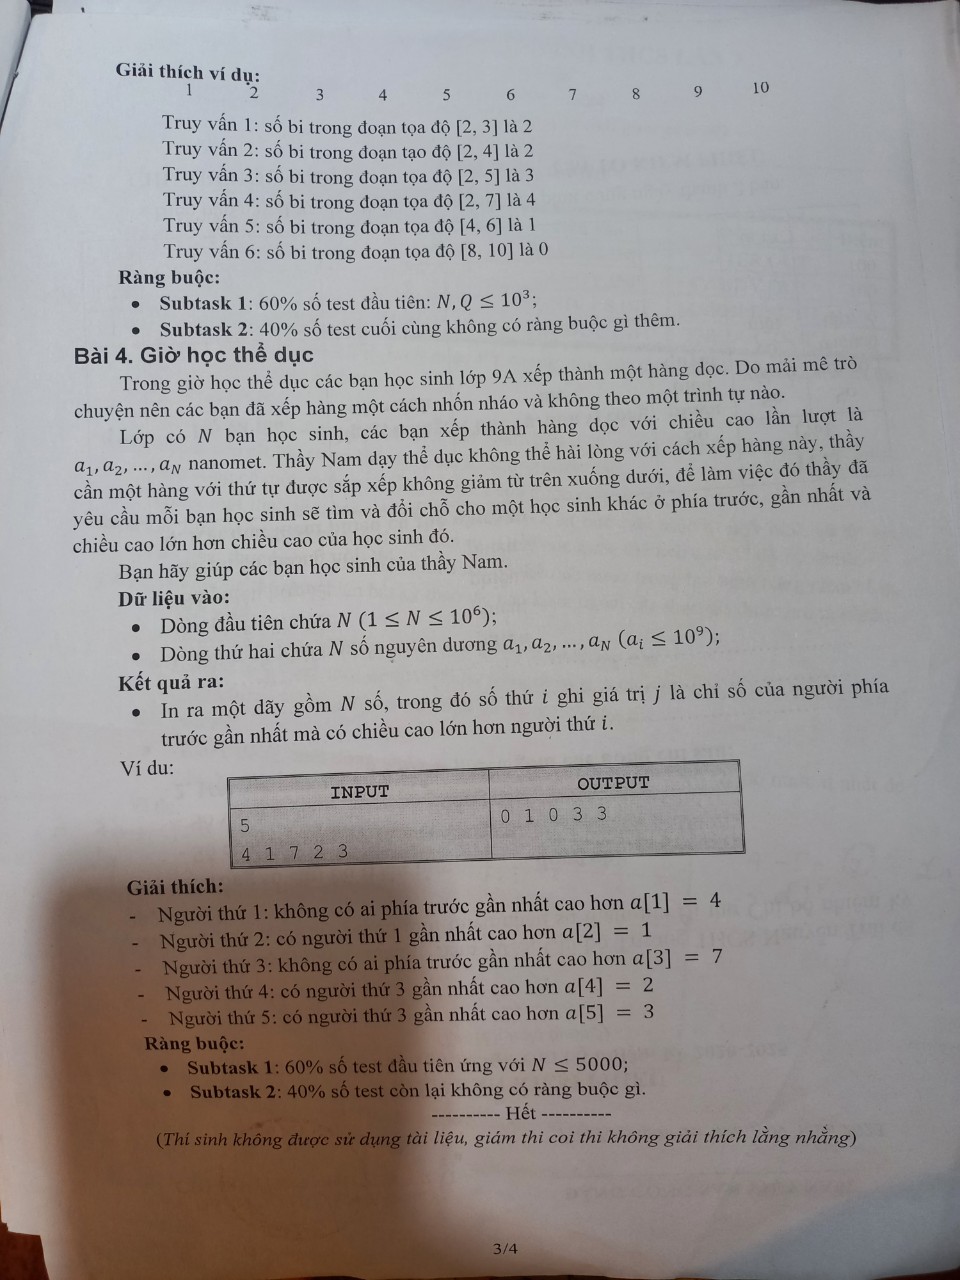 Giải thích ví dụ:
1 2 3 4 5 6 7 8 9 10
Truy vấn 1: số bi trong đoạn tọa độ [2, 3] là 2
Truy vấn 2: số bi trong đoạn tạo độ [2, 4] là 2
Truy vấn 3: số bi trong đoạn tọa độ [2, 5] là 3
Truy vấn 4: số bi trong đoạn tọa độ [2, 7] là 4
Truy vấn 5: số bi trong đoạn tọa độ [4, 6] là 1
Truy vấn 6: số bi trong đoạn tọa độ [8, 10] là 0
Ràng buộc:
• Subtask 1: 60% số test đầu tiên: N, Q ≤ 10³;
• Subtask 2: 40% số test cuối cùng không có ràng buộc gì thêm.
Bài 4. Giờ học thể dục
Trong giờ học thể dục các bạn học sinh lớp 9A xếp thành một hàng dọc. Do mải mê trò
chuyện nên các bạn đã xếp hàng một cách nhốn nháo và không theo một trình tự nào.
Lớp có N bạn học sinh, các bạn xếp thành hàng dọc với chiều cao lần lượt là
a₁, a₂, ..., a_N nanomet. Thầy Nam dạy thể dục không thể hài lòng với cách xếp hàng này, thầy
cần một hàng với thứ tự được sắp xếp không giảm từ trên xuống dưới, để làm việc đó thầy đã
yêu cầu mỗi bạn học sinh sẽ tìm và đổi chỗ cho một học sinh khác ở phía trước, gần nhất và
chiều cao lớn hơn chiều cao của học sinh đó.
Bạn hãy giúp các bạn học sinh của thầy Nam.
Dữ liệu vào:
• Dòng đầu tiên chứa N (1 ≤ N ≤ 10⁶);
• Dòng thứ hai chứa N số nguyên dương a₁, a₂, ..., a_N (aᵢ ≤ 10⁹);
Kết quả ra:
• In ra một dãy gồm N số, trong đó số thứ i ghi giá trị j là chỉ số của người phía
trước gần nhất mà có chiều cao lớn hơn người thứ i.
Ví du:
INPUT OUTPUT
5 0 1 0 3 3
4 1 7 2 3
Giải thích:
- Người thứ 1: không có ai phía trước gần nhất cao hơn a[1] = 4
- Người thứ 2: có người thứ 1 gần nhất cao hơn a[2] = 1
- Người thứ 3: không có ai phía trước gần nhất cao hơn a[3] = 7
- Người thứ 4: có người thứ 3 gần nhất cao hơn a[4] = 2
- Người thứ 5: có người thứ 3 gần nhất cao hơn a[5] = 3
Ràng buộc:
• Subtask 1: 60% số test đầu tiên ứng với N ≤ 5000;
• Subtask 2: 40% số test còn lại không có ràng buộc gì.
---------- Hết ----------
(Thí sinh không được sử dụng tài liệu, giám thi coi thi không giải thích lằng nhằng)
3/4